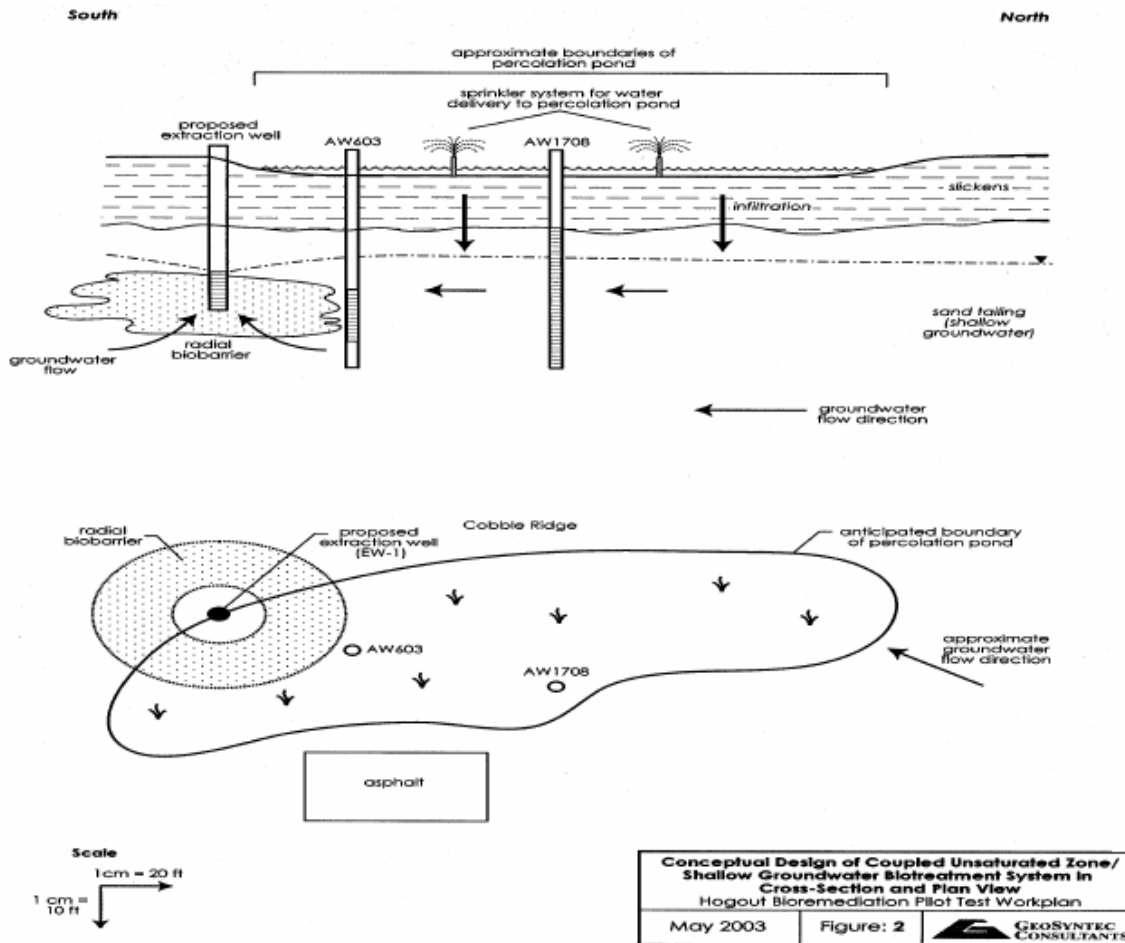 South
North
approximate boundaries of
percolation pond
sprinkler system for water
delivery to percolation pond
proposed
extraction well
AW603
AW1708
slickens
infiltration
sand tailing
(shallow
groundwater)
groundwater
flow
radial
biobarrier
groundwater
flow direction
radial
biobarrier
proposed
extraction well
(EW-1)
Cobble Ridge
anticipated boundary
of percolation pond
AW603
AW1708
approximate
groundwater
flow direction
asphalt
Scale
1cm = 20 ft
1 cm =
10 ft
Conceptual Design of Coupled Unsaturated Zone/
Shallow Groundwater Biotreatment System in
Cross-Section and Plan View
Hogout Bioremediation Pilot Test Workplan
May 2003
Figure: 2
GEOSYNTEC
CONSULTANTS